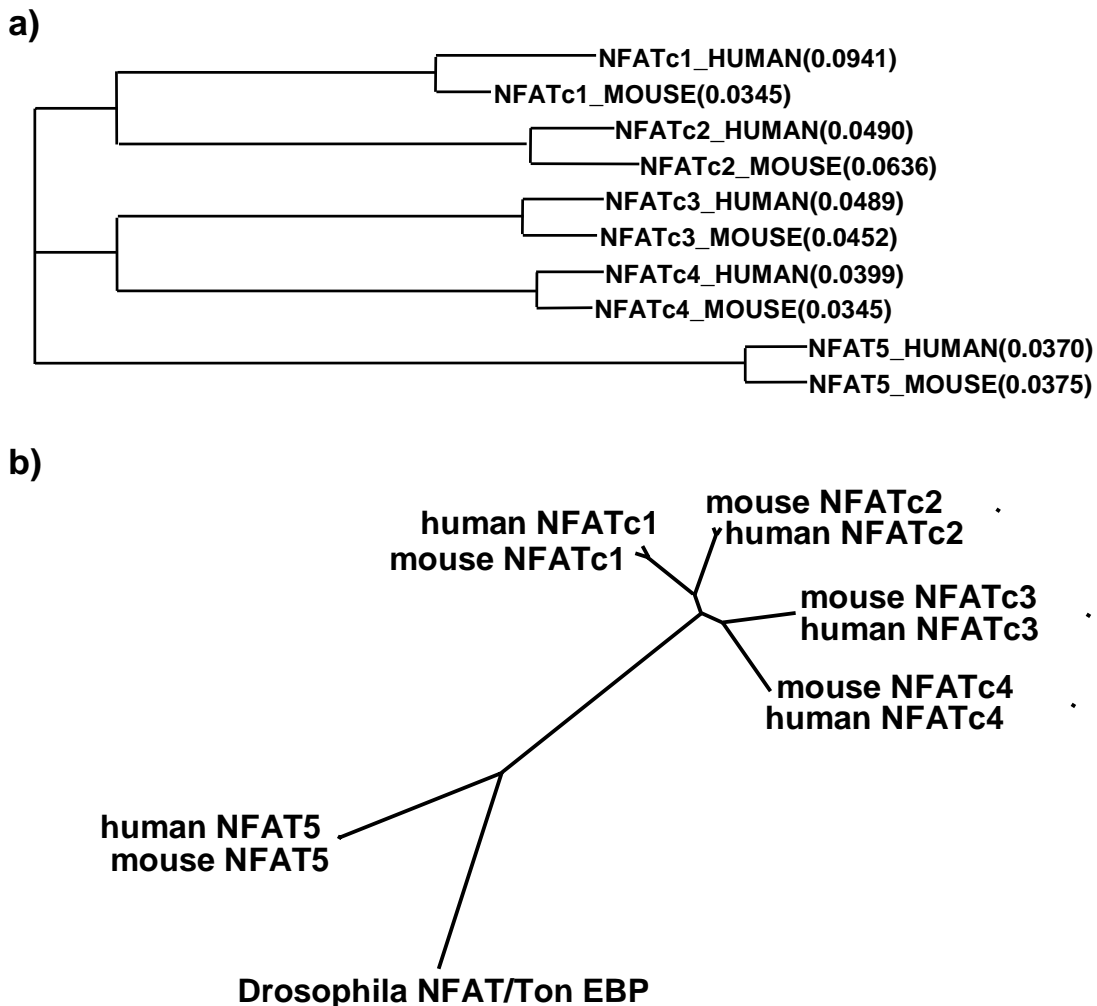 a)
NFATc1_HUMAN(0.0941)
NFATc1_MOUSE(0.0345)
NFATc2_HUMAN(0.0490)
NFATc2_MOUSE(0.0636)
NFATc3_HUMAN(0.0489)
NFATc3_MOUSE(0.0452)
NFATc4_HUMAN(0.0399)
NFATc4_MOUSE(0.0345)
NFAT5_HUMAN(0.0370)
NFAT5_MOUSE(0.0375)
b)
human NFATc1
mouse NFATc1
mouse NFATc2
human NFATc2
mouse NFATc3
human NFATc3
mouse NFATc4
human NFATc4
human NFAT5
mouse NFAT5
Drosophila NFAT/Ton EBP